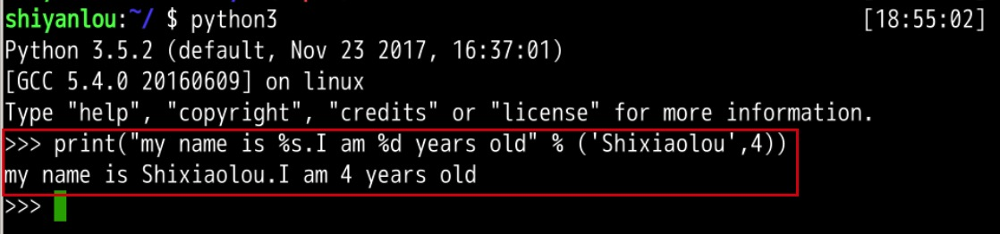 shiyanlou:~/ $ python3 [18:55:02]
Python 3.5.2 (default, Nov 23 2017, 16:37:01)
[GCC 5.4.0 20160609] on linux
Type "help", "copyright", "credits" or "license" for more information.
>>> print("my name is %s.I am %d years old" % ('Shixiaolou',4))
my name is Shixiaolou.I am 4 years old
>>>